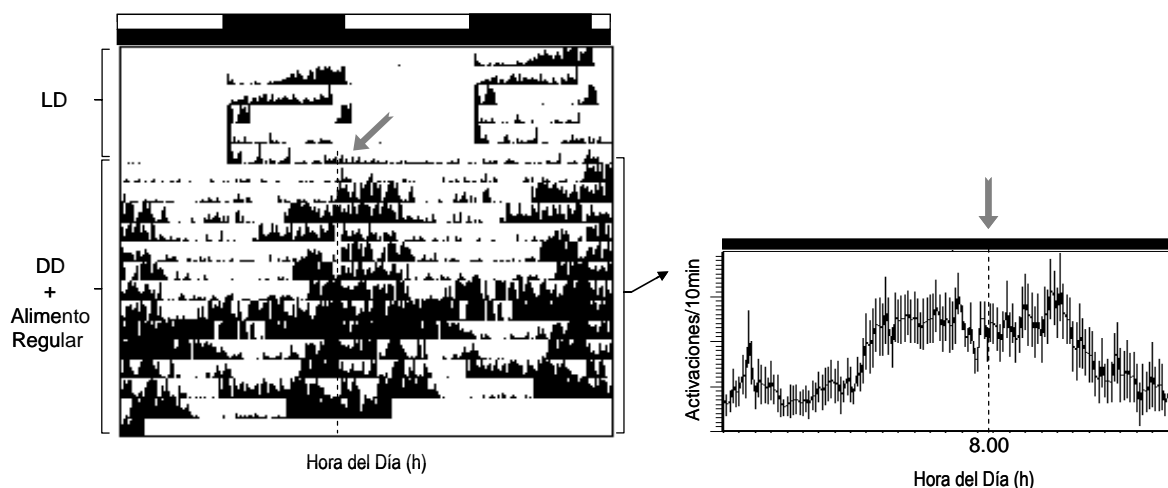 LD
DD
+
Alimento
Regular
Hora del Día (h)
Activaciones/10min
8.00
Hora del Día (h)